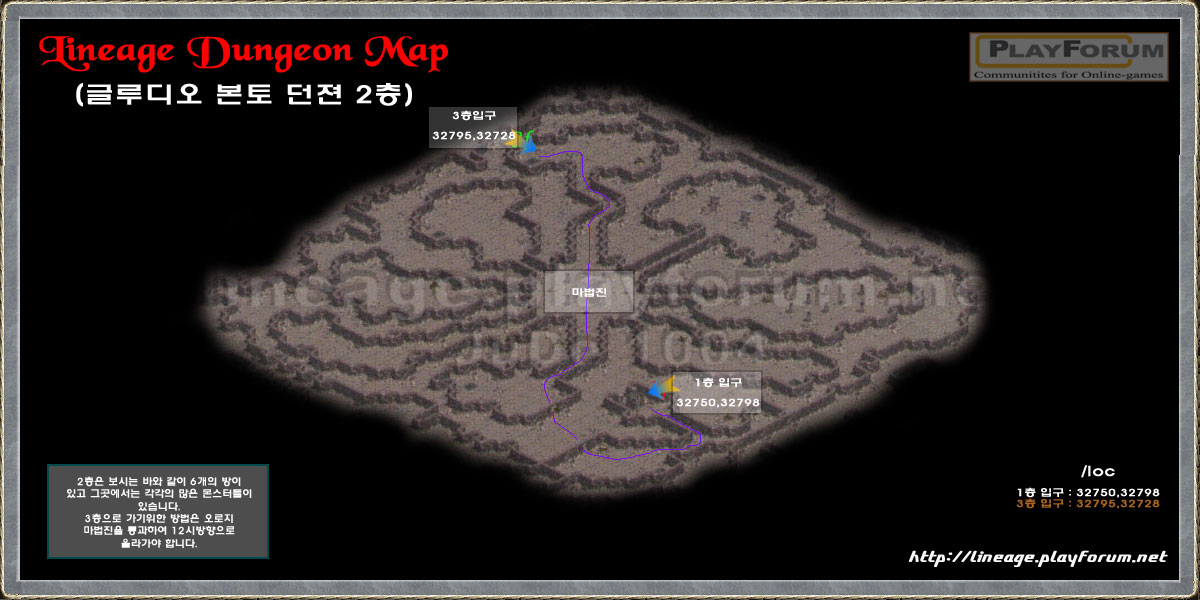 Lineage Dungeon Map
(글루디오 본토 던젼 2층)
PLAYFORUM
Communitites for Online-games
3층입구
32795,32728
마법진
lineage.playforum.ne
1004
1층 입구
32750,32798
2층은 보시는 바와 같이 6개의 방이
있고 그곳에서는 각각의 많은 몬스터들이
있습니다.
3층으로 가기위한 방법은 오로지
마법진을 통과하여 12시방향으로
올라가야 합니다.
/loc
1층 입구 : 32750,32798
3층 입구 : 32795,32728
http://lineage.playforum.net